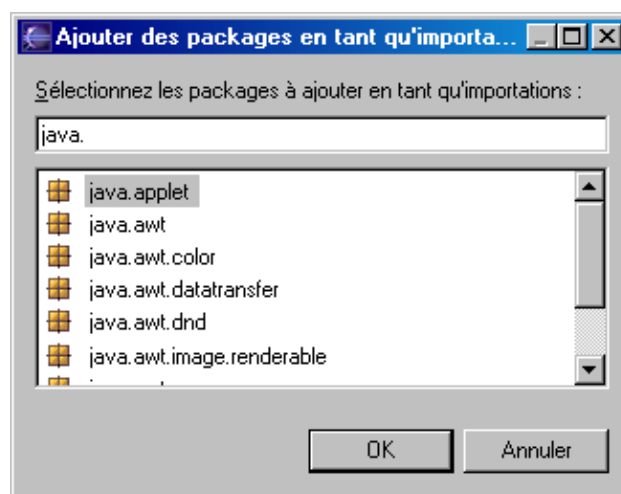 Ajouter des packages en tant qu'importa...
Sélectionnez les packages à ajouter en tant qu'importations :
java.
java.applet
java.awt
java.awt.color
java.awt.datatransfer
java.awt.dnd
java.awt.image.renderable
OK Annuler